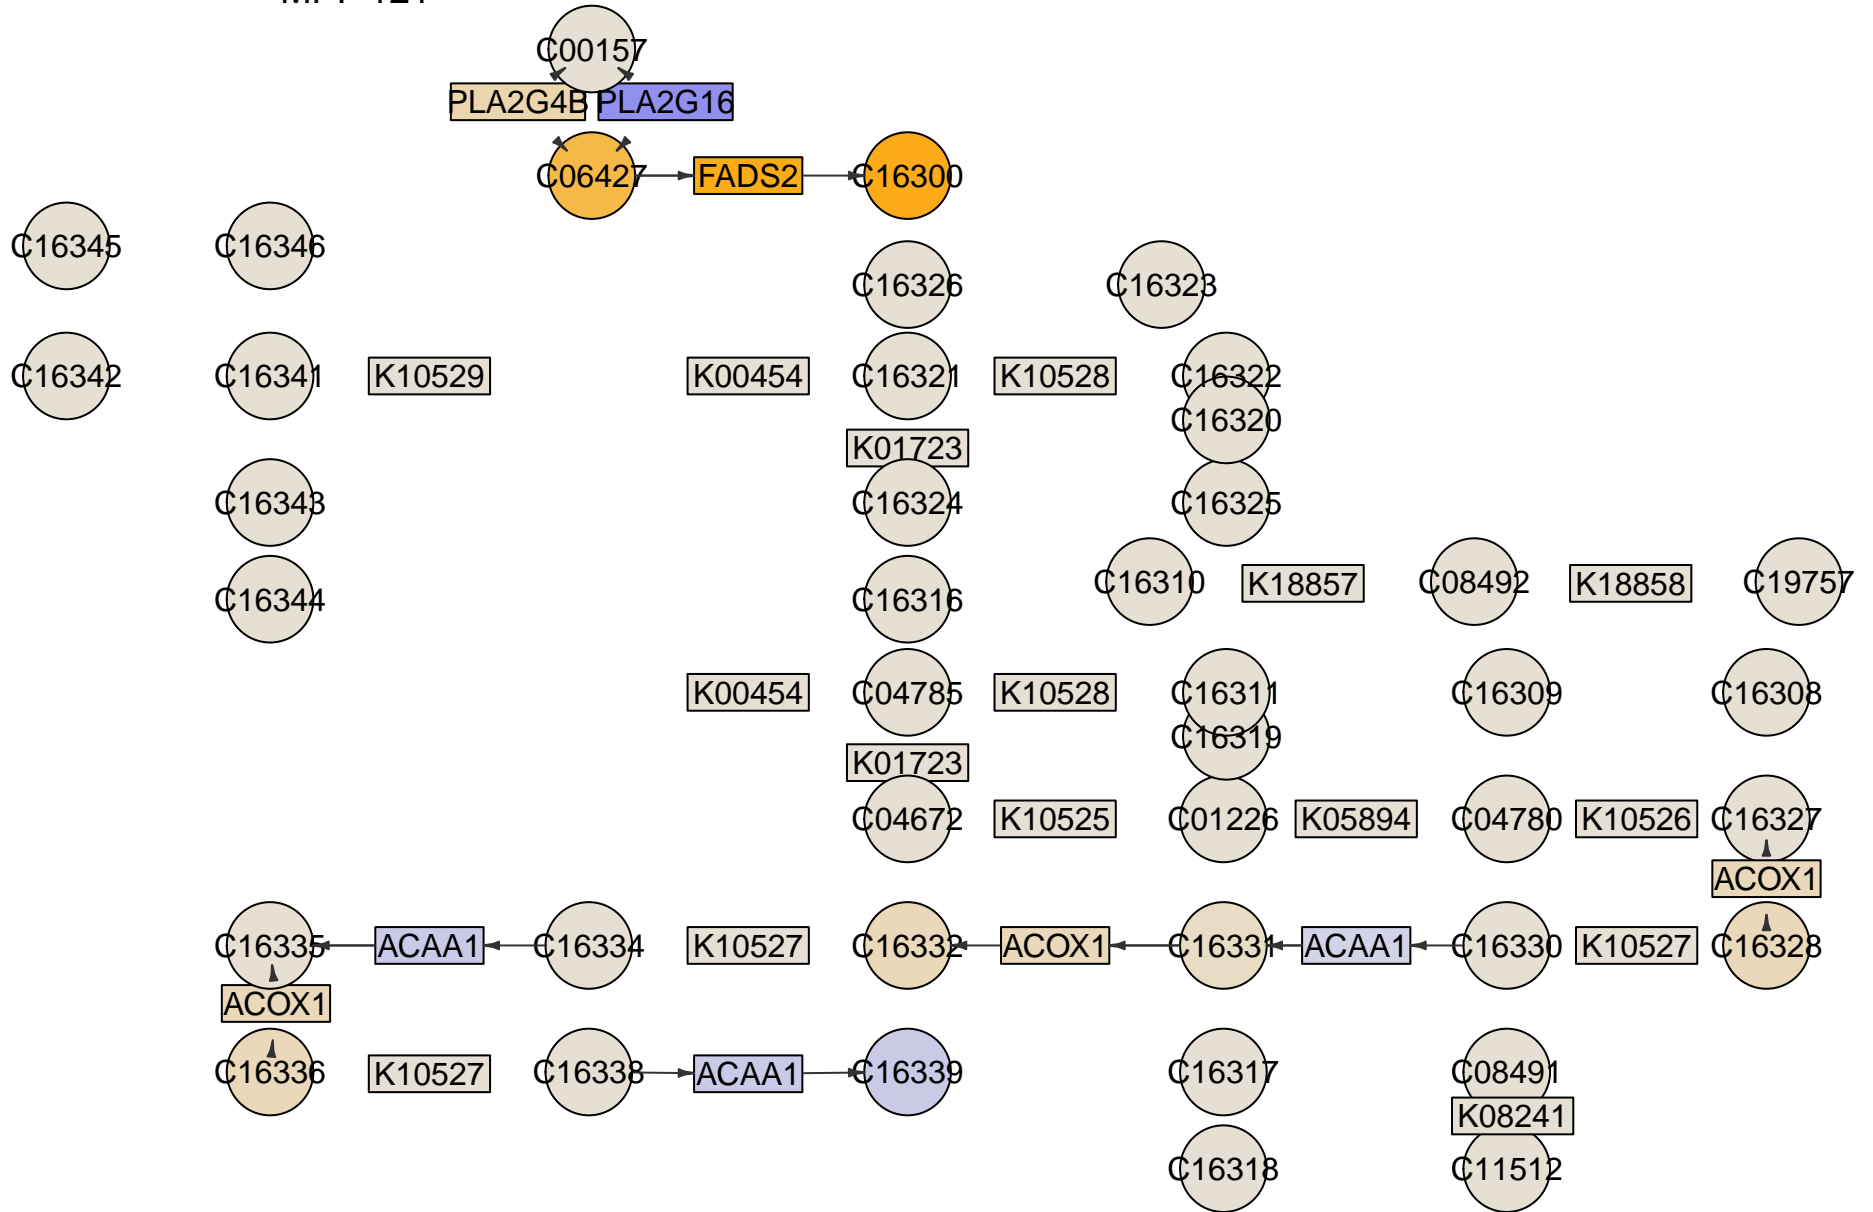 C00157
PLA2G4B PLA2G16
C06427 FADS2 C16300
C16345 C16346
C16326 C16323
C16342 C16341 K10529 K00454 C16321 K10528 C16322
C16320
K01723
C16343 C16324 C16325
C16310 K18857 C08492 K18858 C19757
C16344 C16316
K00454 C04785 K10528 C16311 C16309 C16308
C16319
K01723
C04672 K10525 C01226 K05894 C04780 K10526 C16327
ACOX1
C16335 ACAA1 C16334 K10527 C16332 ACOX1 C16331 ACAA1 C16330 K10527 C16328
ACOX1
C16336 K10527 C16338 ACAA1 C16339 C16317 C08491
K08241
C16318 C11512